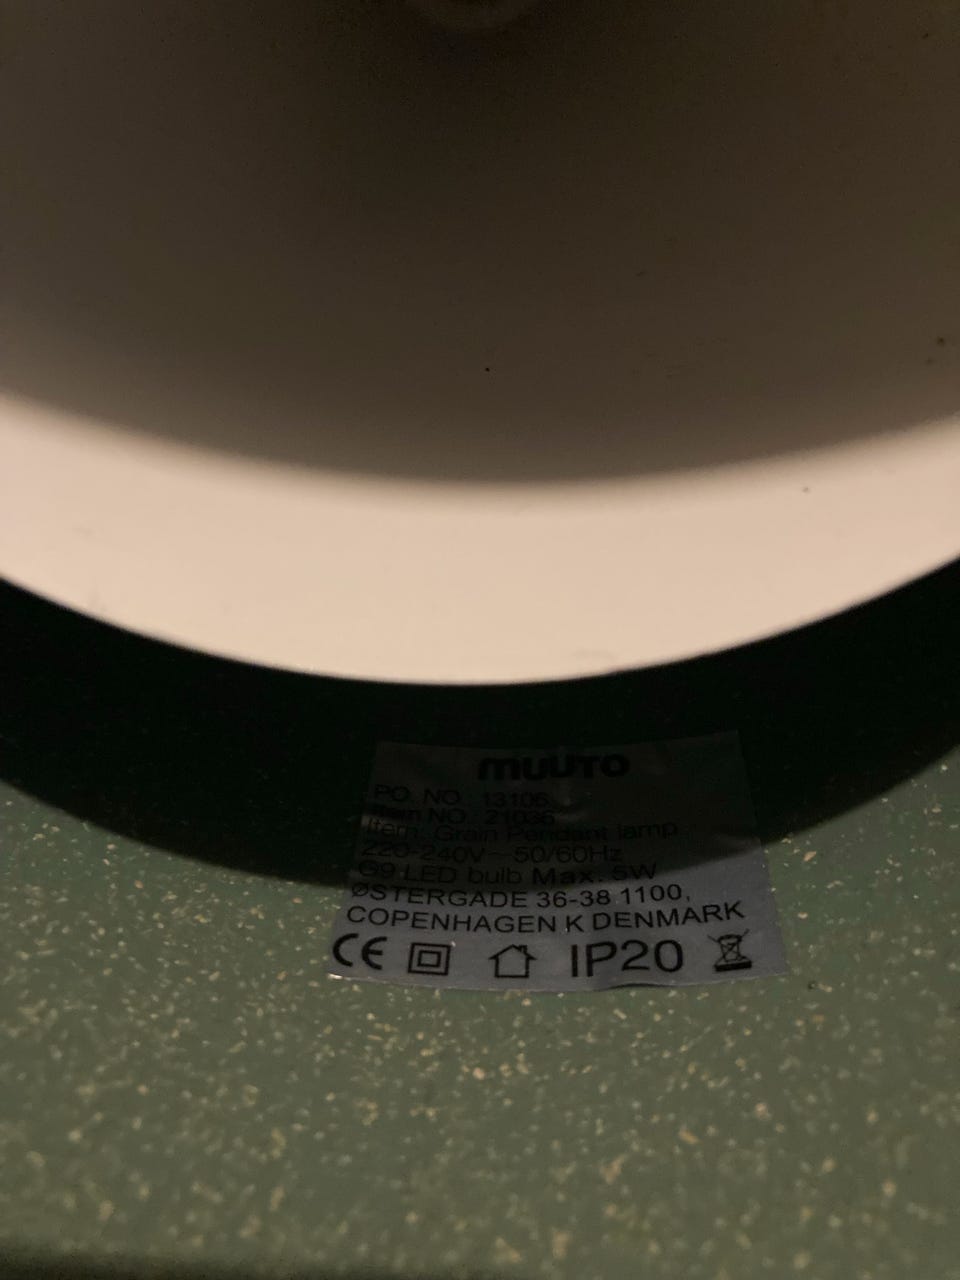 muuto
PO. NO.: 13106
Item NO.: 21036
Item: Grain Pendant lamp
220-240V~ 50/60Hz
G9 LED bulb Max. 5W
ØSTERGADE 36-38 1100,
COPENHAGEN K DENMARK
CE IP20